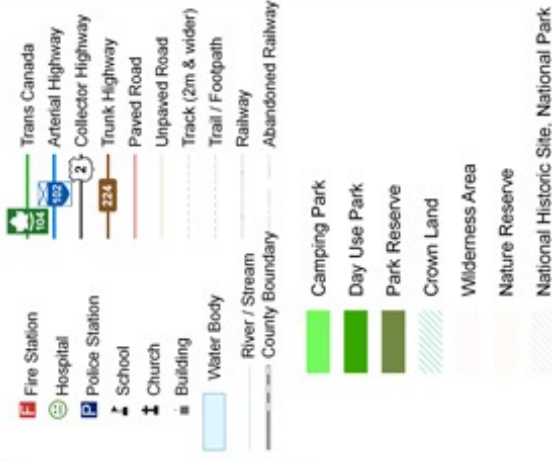 Fire Station
Hospital
Police Station
School
Church
Building
Water Body
River / Stream
County Boundary
104
Trans Canada
102
Arterial Highway
2
Collector Highway
224
Trunk Highway
Paved Road
Unpaved Road
Track (2m & wider)
Trail / Footpath
Railway
Abandoned Railway
Camping Park
Day Use Park
Park Reserve
Crown Land
Wilderness Area
Nature Reserve
National Historic Site, National Park
F
P